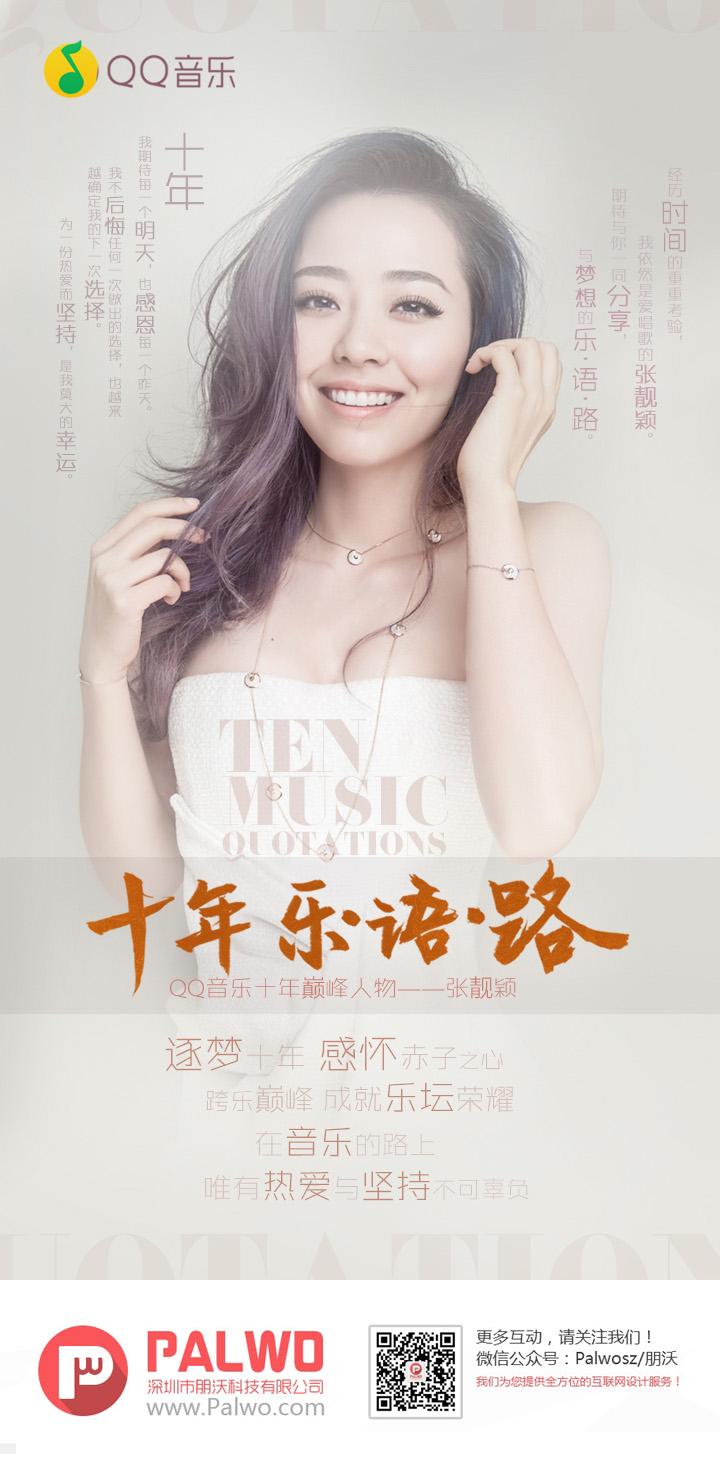 QQ音乐
十年
我期待每一个明天，也感恩每一个昨天。
我不后悔任何一次做出的选择，也越来
越确定我的下一次选择。
为一份热爱而坚持，是我莫大的幸运。
经历时间的重重考验，
我依然是爱唱歌的张靓颖。
期待与你一同分享，
与梦想的乐·语·路。
TEN
MUSIC
QUOTATIONS
十年 乐·语·路
QQ音乐十年巅峰人物——张靓颖
逐梦十年 感怀赤子之心
跨乐巅峰 成就乐坛荣耀
在音乐的路上
唯有热爱与坚持不可辜负
QUOTATION
PALWO
深圳市朋沃科技有限公司
www.Palwo.com
PALWO
更多互动，请关注我们！
微信公众号：Palwosz/朋沃
我们为您提供全方位的互联网设计服务！